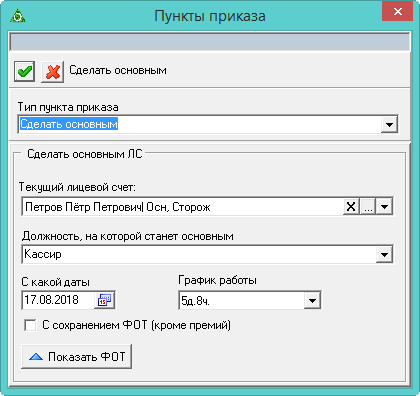 Пункты приказа
Сделать основным
Тип пункта приказа
Сделать основным
Сделать основным ЛС
Текущий лицевой счет:
Петров Пётр Петрович| Осн, Сторож
Должность, на которой станет основным
Кассир
С какой даты График работы
17.08.2018 5д.8ч.
С сохранением ФОТ (кроме премий)
Показать ФОТ